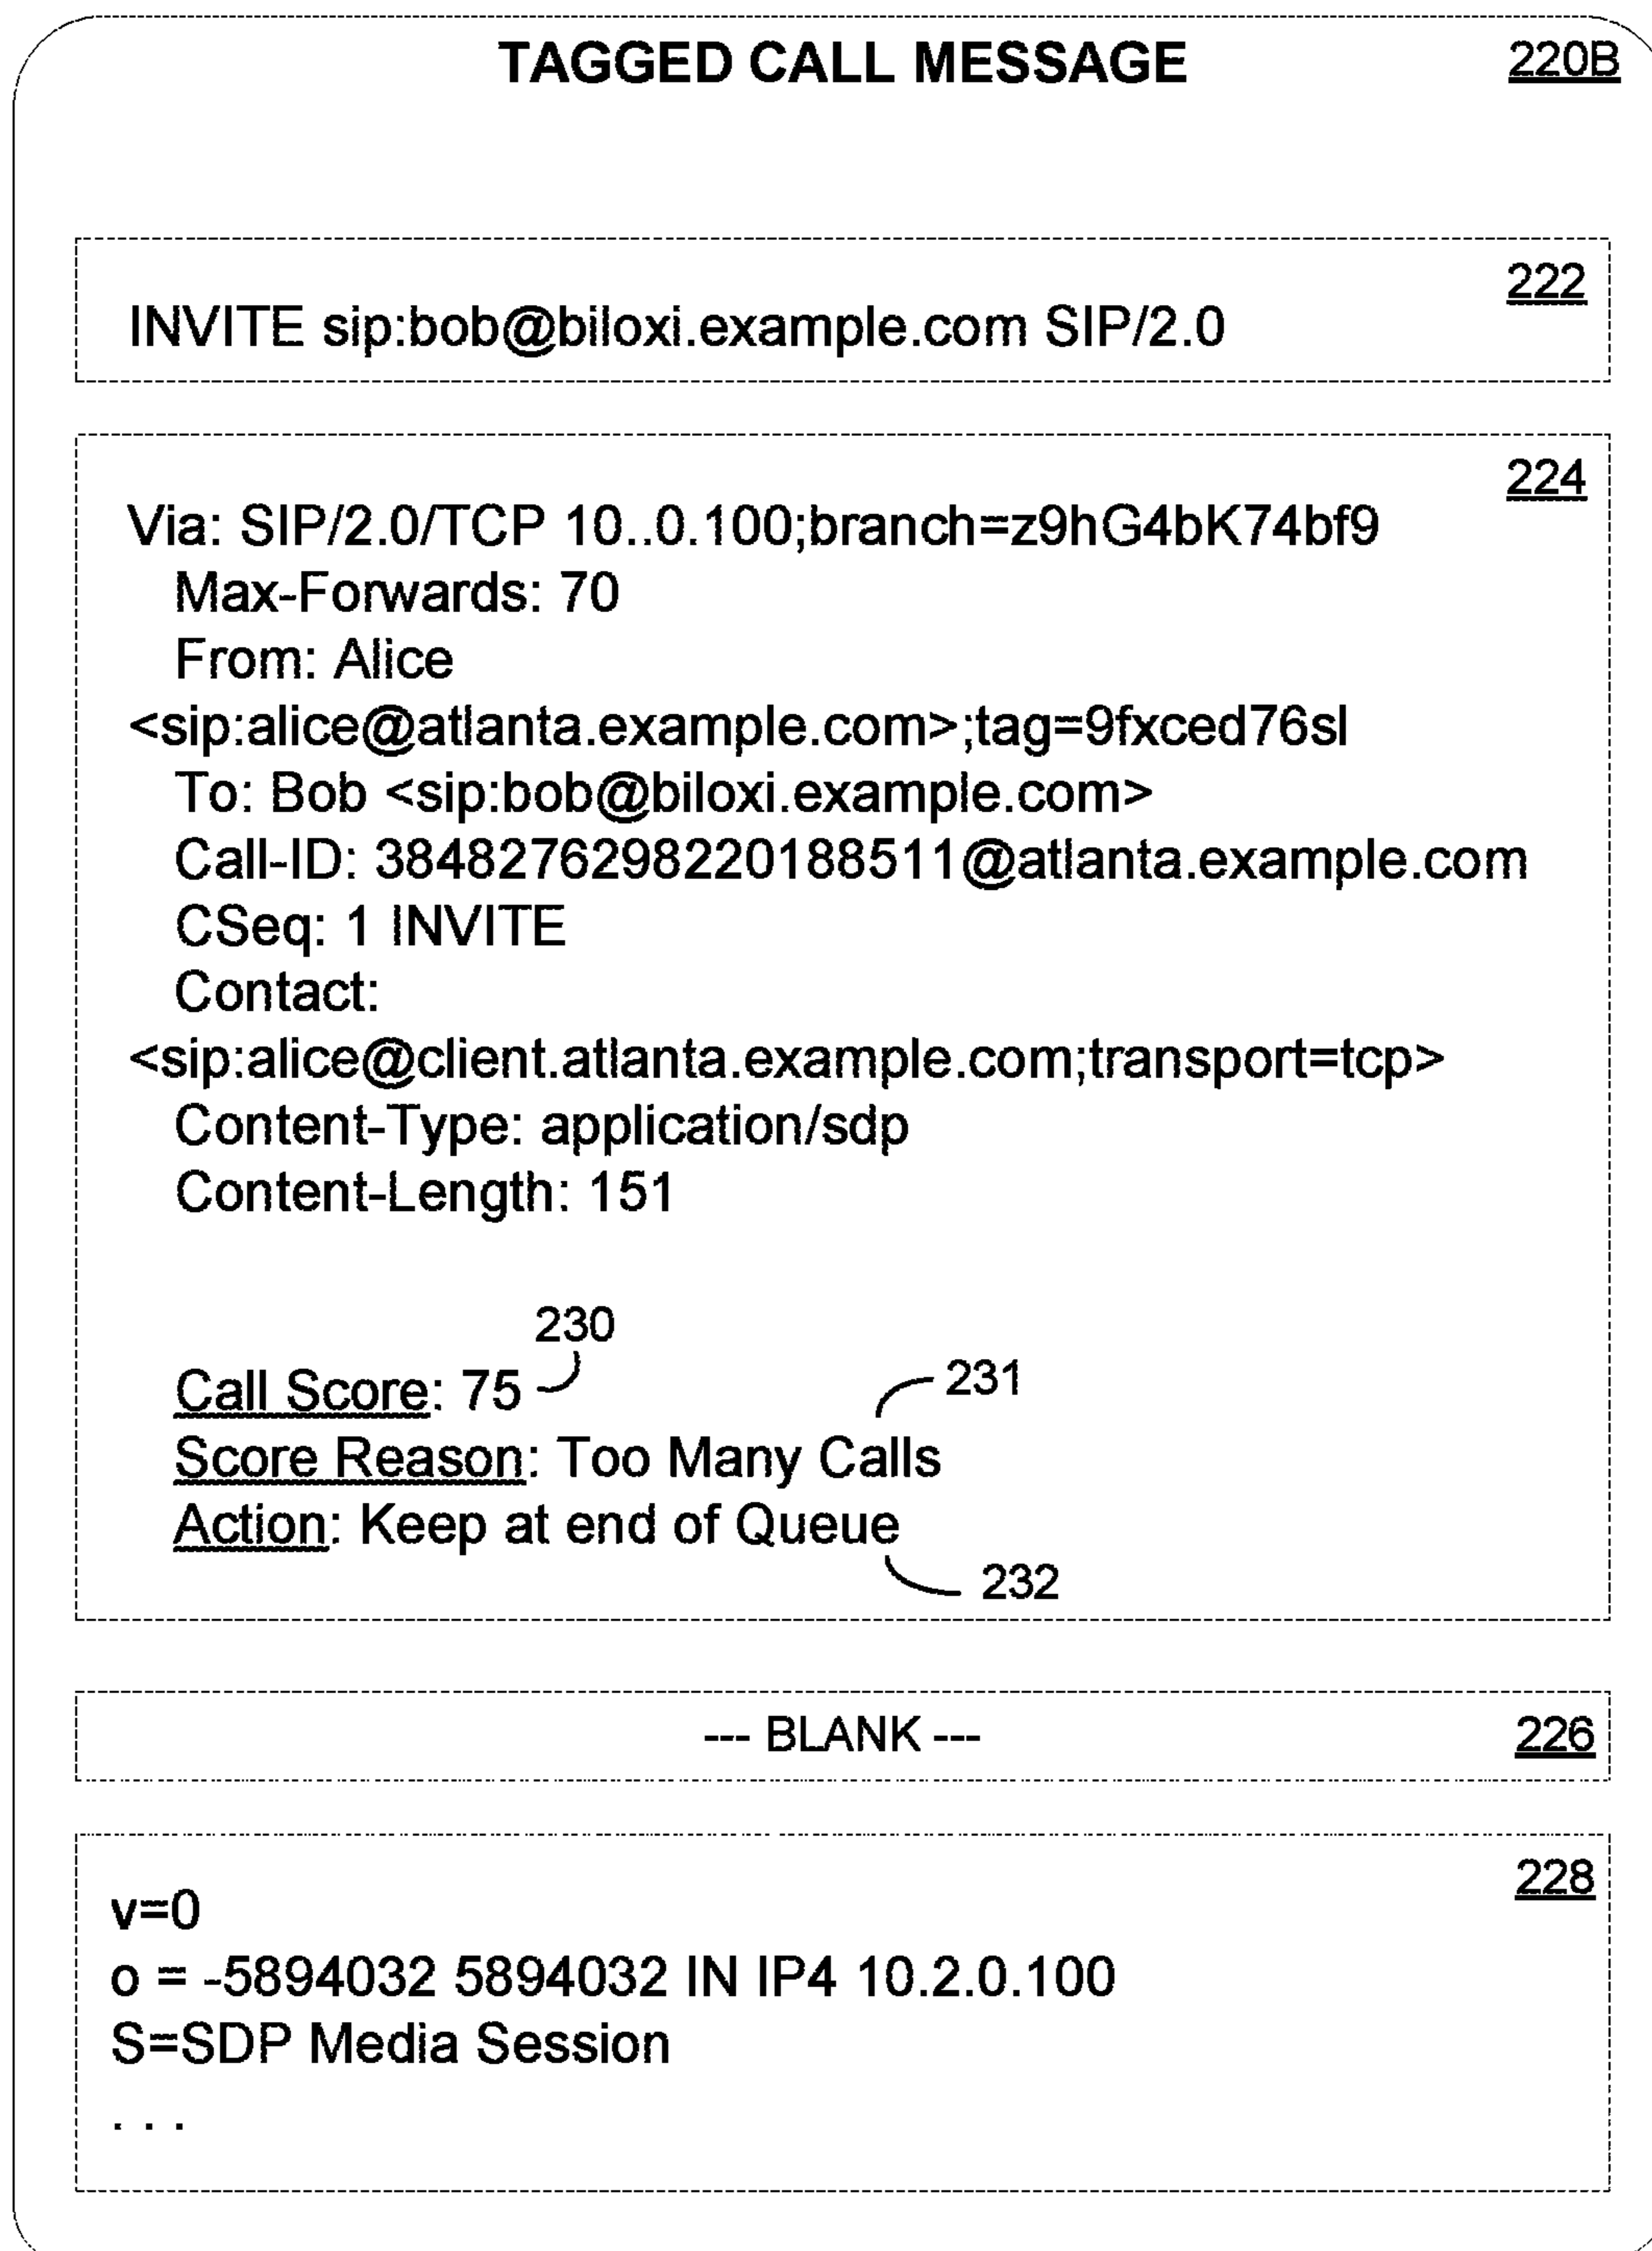 TAGGED CALL MESSAGE 220B
222
INVITE sip:bob@biloxi.example.com SIP/2.0
224
Via: SIP/2.0/TCP 10..0.100;branch=z9hG4bK74bf9
Max-Forwards: 70
From: Alice
<sip:alice@atlanta.example.com>;tag=9fxced76sl
To: Bob <sip:bob@biloxi.example.com>
Call-ID: 3848276298220188511@atlanta.example.com
CSeq: 1 INVITE
Contact:
<sip:alice@client.atlanta.example.com;transport=tcp>
Content-Type: application/sdp
Content-Length: 151
230
Call Score: 75
231
Score Reason: Too Many Calls
Action: Keep at end of Queue
232
--- BLANK --- 226
228
v=0
o = -5894032 5894032 IN IP4 10.2.0.100
S=SDP Media Session
. . .